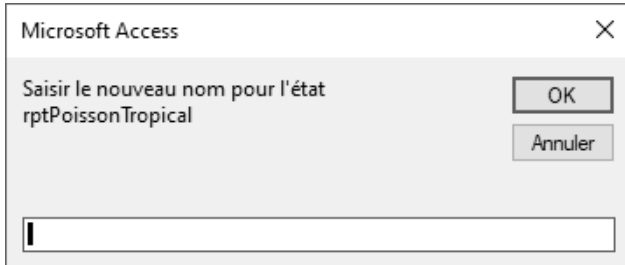 Microsoft Access
Saisir le nouveau nom pour l'état
rptPoissonTropical
OK
Annuler